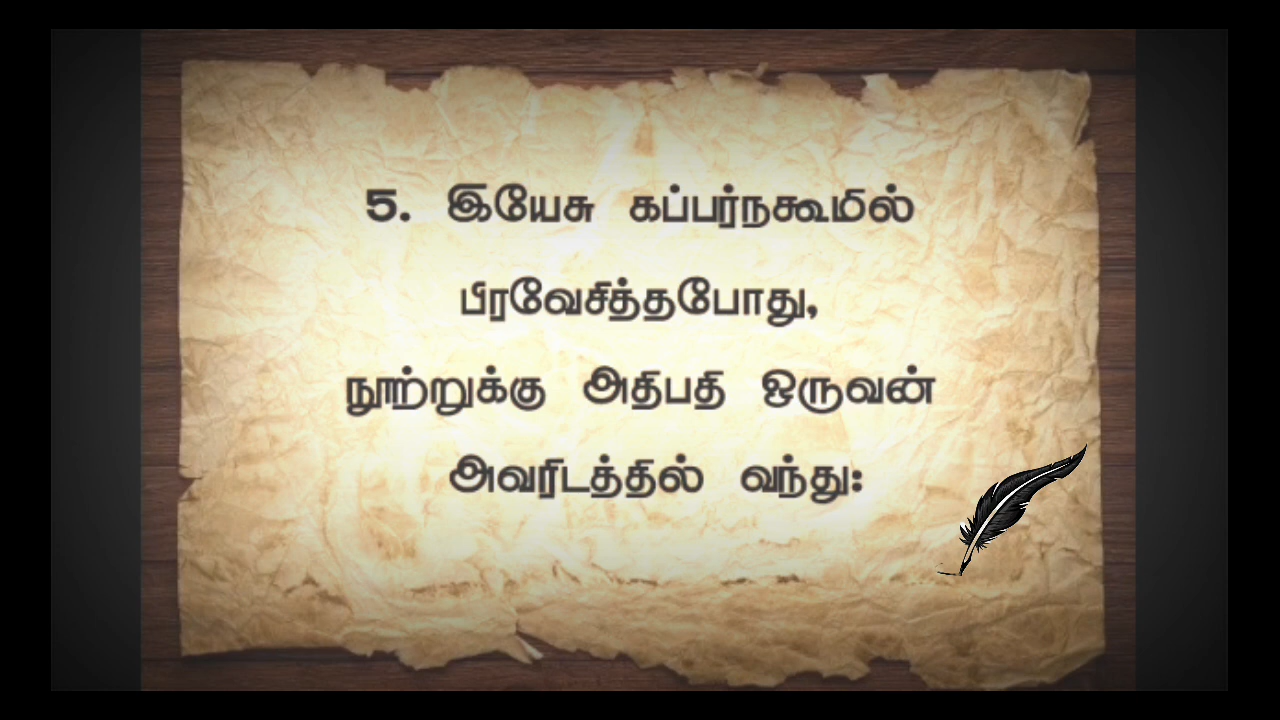 5. இயேசு கப்பர்நகூமில்
பிரவேசித்தபோது,
நூற்றுக்கு அதிபதி ஒருவன்
அவரிடத்தில் வந்து: